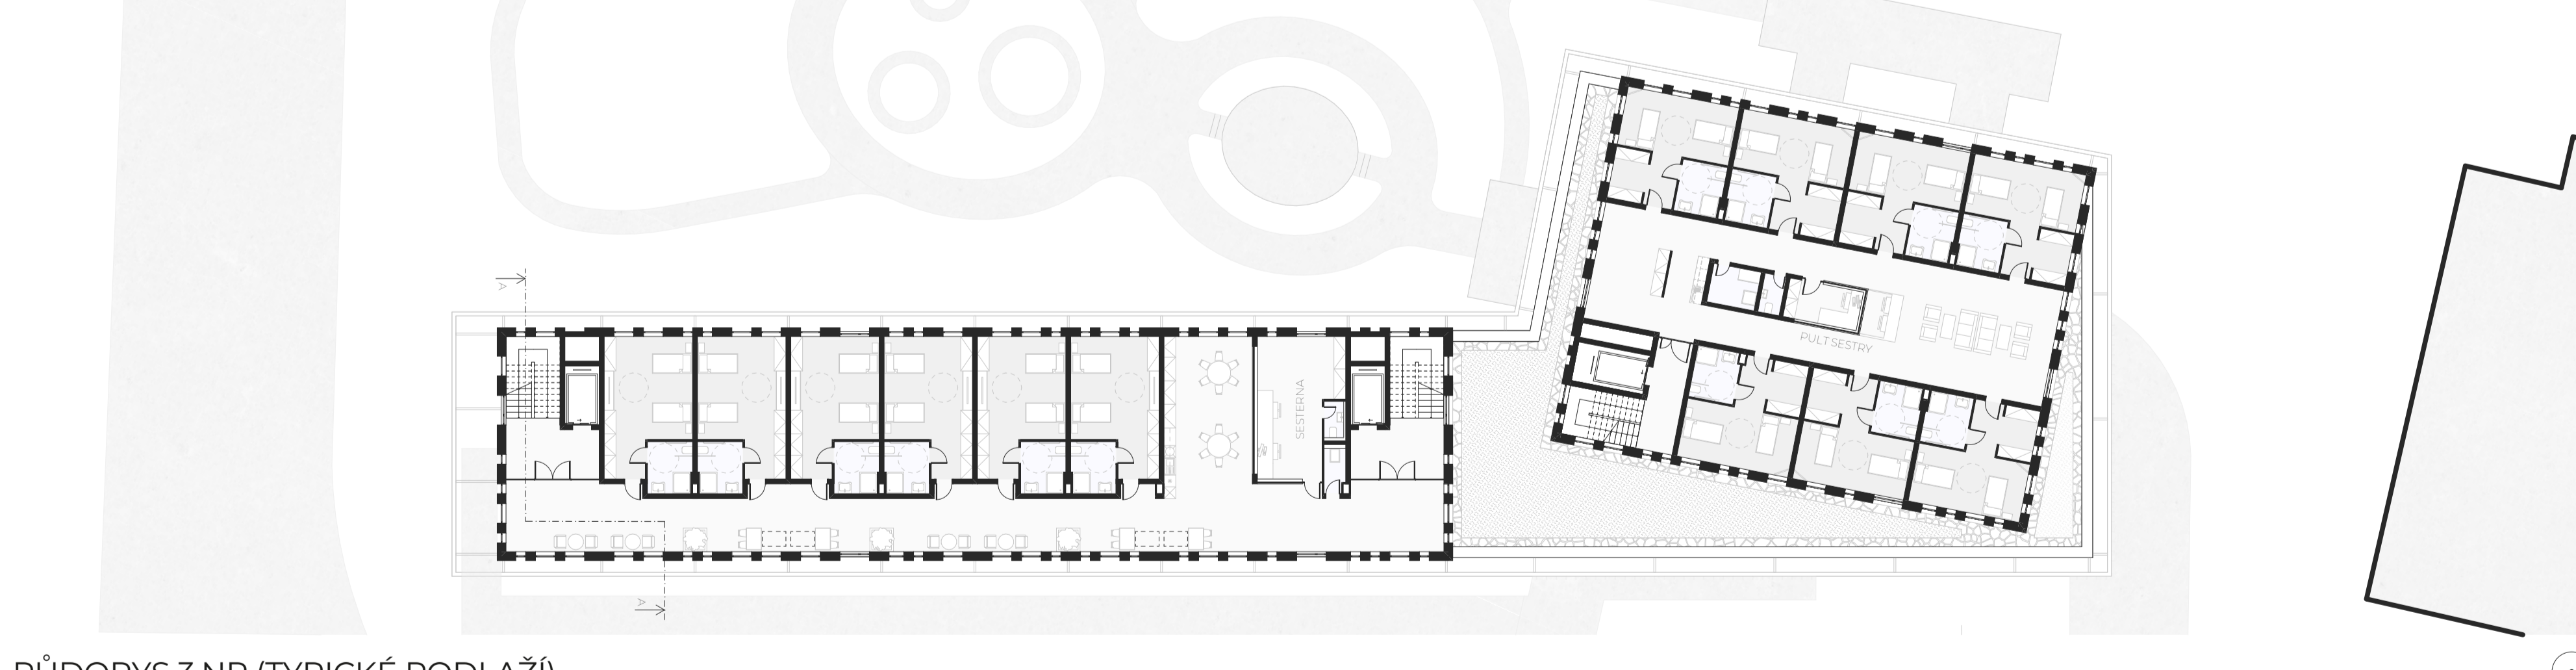 A
SESTERNA
PULT SESTRY
A
PŮDORYS 3.NP (TYPICKÉ PODLAŽÍ)